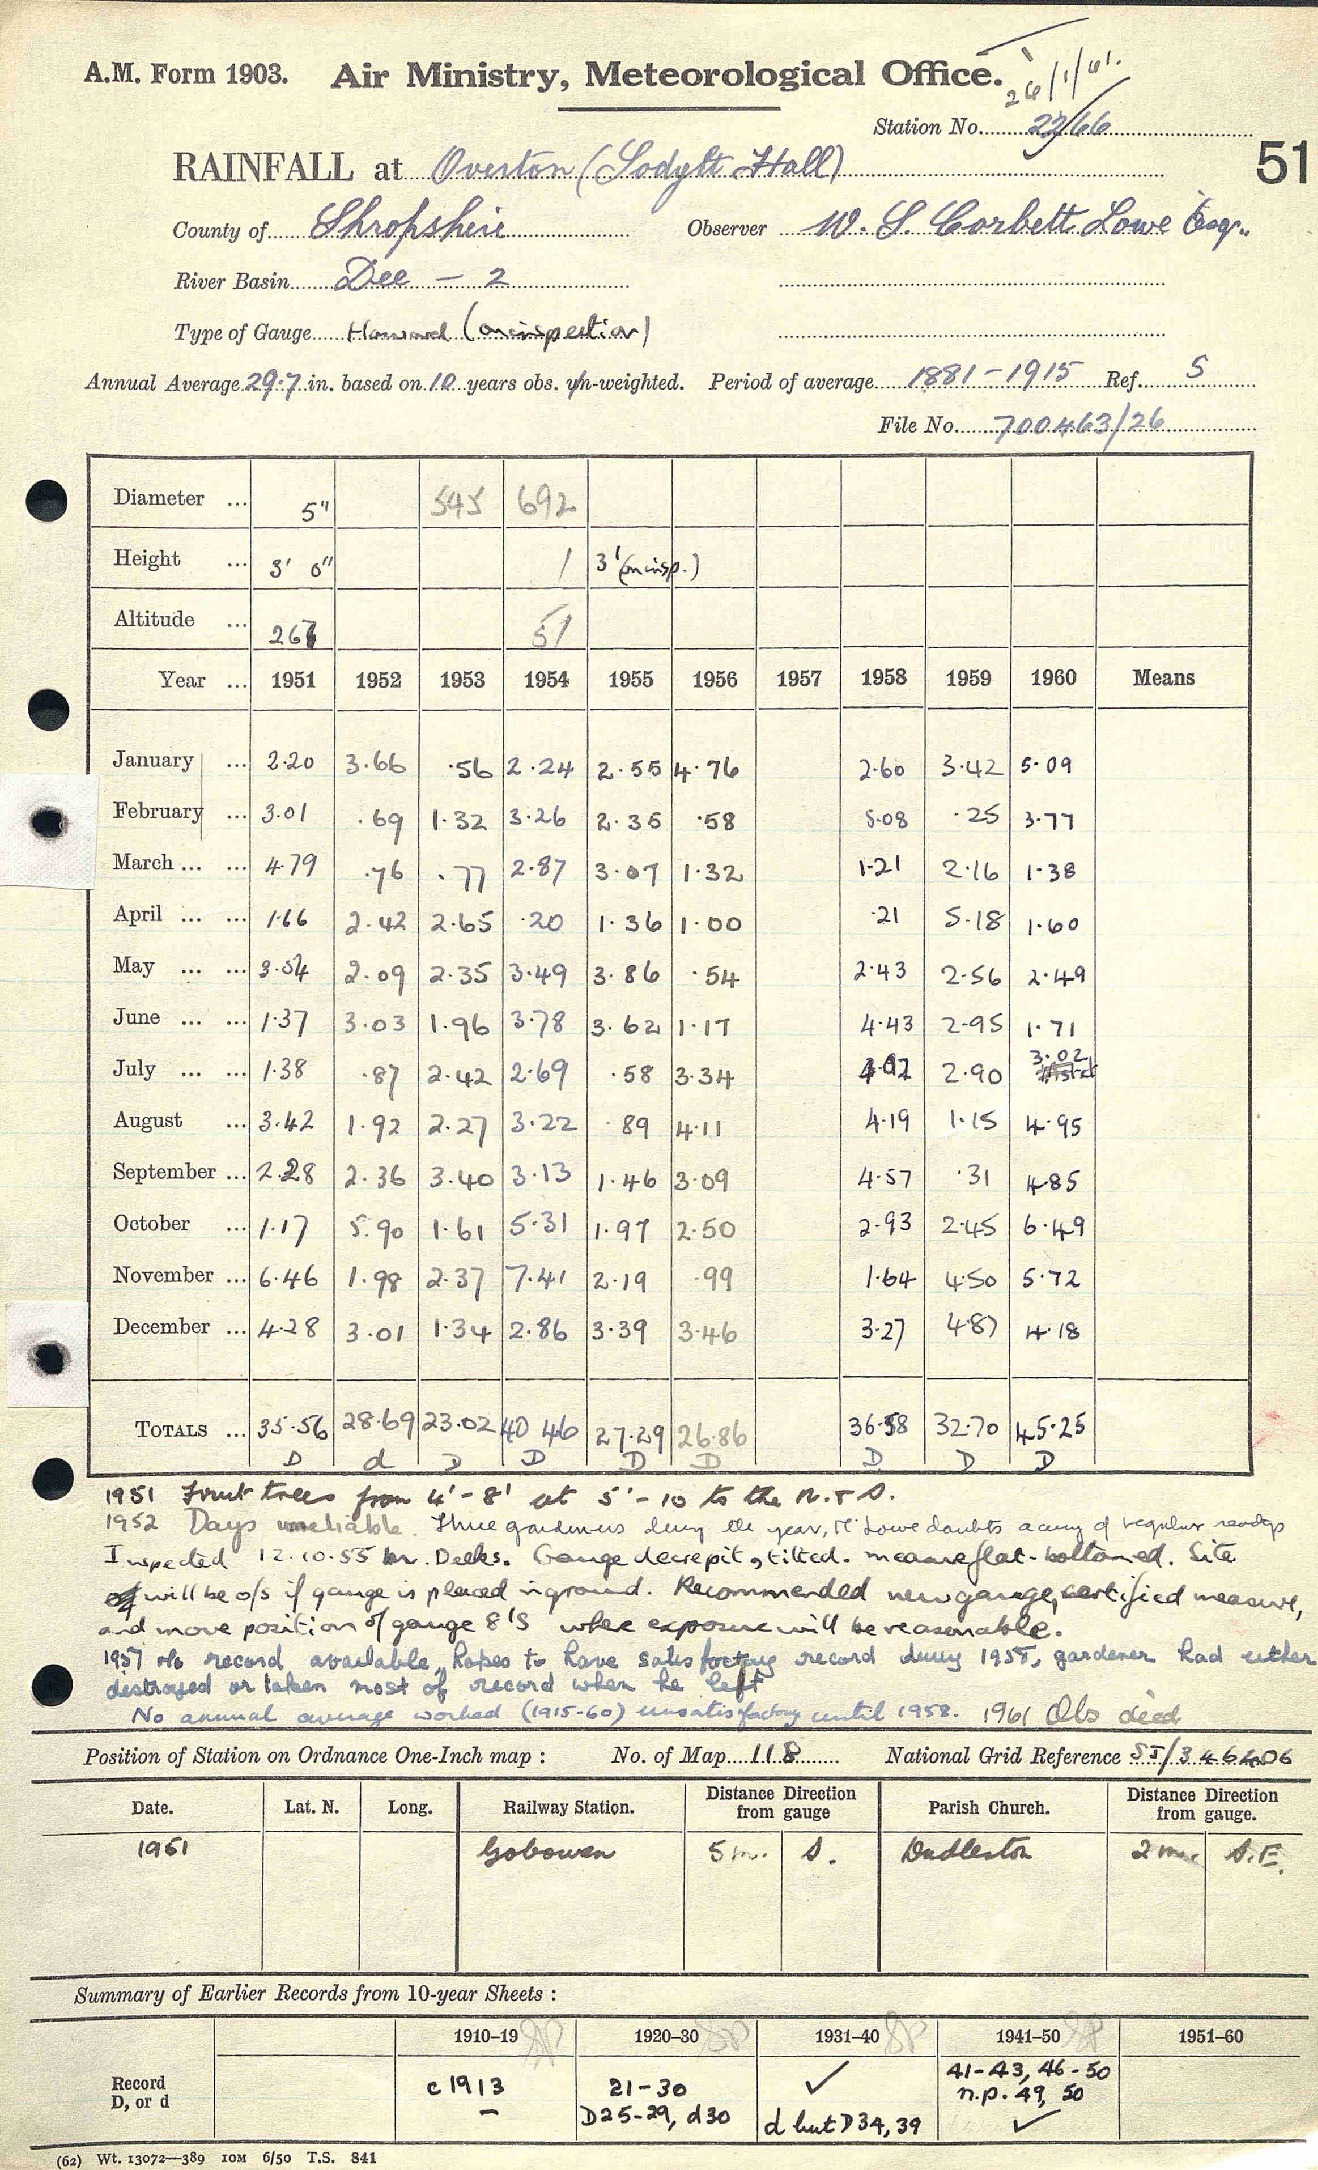 A.M. Form 1903. Air Ministry, Meteorological Office. 26/1/61.
Station No. 2266
51
RAINFALL at Overton (Sodylt Hall)
County of Shropshire Observer W. S. Corbett Lowe Esq.
River Basin Dee - 2
Type of Gauge Howard (on inspection)
Annual Average 29.7 in. based on 10 years obs. un-weighted. Period of average 1881-1915 Ref. S
File No. 700463/26
Diameter ... 5" 545 692
Height ... 3' 0" 1 3' (on insp.)
Altitude ... 267 51
Year ... 1951 1952 1953 1954 1955 1956 1957 1958 1959 1960 Means
January ... 2.20 3.66 .56 2.24 2.55 4.76 2.60 3.42 5.09
February ... 3.01 .69 1.32 3.26 2.35 .58 5.08 .25 3.77
March ... ... 4.79 .76 .77 2.87 3.07 1.32 1.21 2.16 1.38
April ... ... 1.66 2.42 2.65 .20 1.36 1.00 .21 5.18 1.60
May ... ... 3.54 2.09 2.35 3.49 3.86 .54 2.43 2.56 2.49
June ... ... 1.37 3.03 1.96 3.78 3.62 1.17 4.43 2.95 1.71
July ... ... 1.38 .87 2.42 2.69 .58 3.34 4.02 2.90 3.02
August ... 3.42 1.92 2.27 3.22 .89 4.11 4.19 1.15 4.95
September ... 2.28 2.36 3.40 3.13 1.46 3.09 4.57 .31 4.85
October ... 1.17 5.90 1.61 5.31 1.97 2.50 2.93 2.45 6.49
November ... 6.46 1.98 2.37 7.41 2.19 .99 1.64 4.50 5.72
December ... 4.28 3.01 1.34 2.86 3.39 3.46 3.27 4.87 4.18
TOTALS ... 35.56 28.69 23.02 40 46 27.29 26.86 36.58 32.70 45.25
D d D D D D D D D
1951 Fruit trees from 4'-8' at 5'-10 to the N. & S.
1952 Days unreliable. Three gardeners during the year, Mr Lowe doubts accuracy of regular readings
Inspected 12.10.55 Mr. Deeks. Gauge decrepit, tilted. measure flat-bottomed. Site
will be o/s if gauge is placed in ground. Recommended new gauge, certified measure,
and move position of gauge 8'S where exposure will be reasonable.
1957 No record available, hopes to have satisfactory record during 1958, gardener had either
destroyed or taken most of record when he left
No annual average worked (1915-60) unsatisfactory until 1958. 1961 Obs died
Position of Station on Ordnance One-Inch map : No. of Map 118 National Grid Reference SJ/346406
Date. Lat. N. Long. Railway Station. Distance from gauge Direction Parish Church. Distance from gauge. Direction
1951 Gobowen 5 m. S. Dudleston 2 m. S.E.
Summary of Earlier Records from 10-year Sheets :
1910-19 1920-30 1931-40 1941-50 1951-60
Record c 1913 21-30 ✓ 41-43, 46-50
n.p. 49, 50
D, or d - D25-29, d30 d but D34, 39 ✓
(62) Wt. 13072—389 10M 6/50 T.S. 841